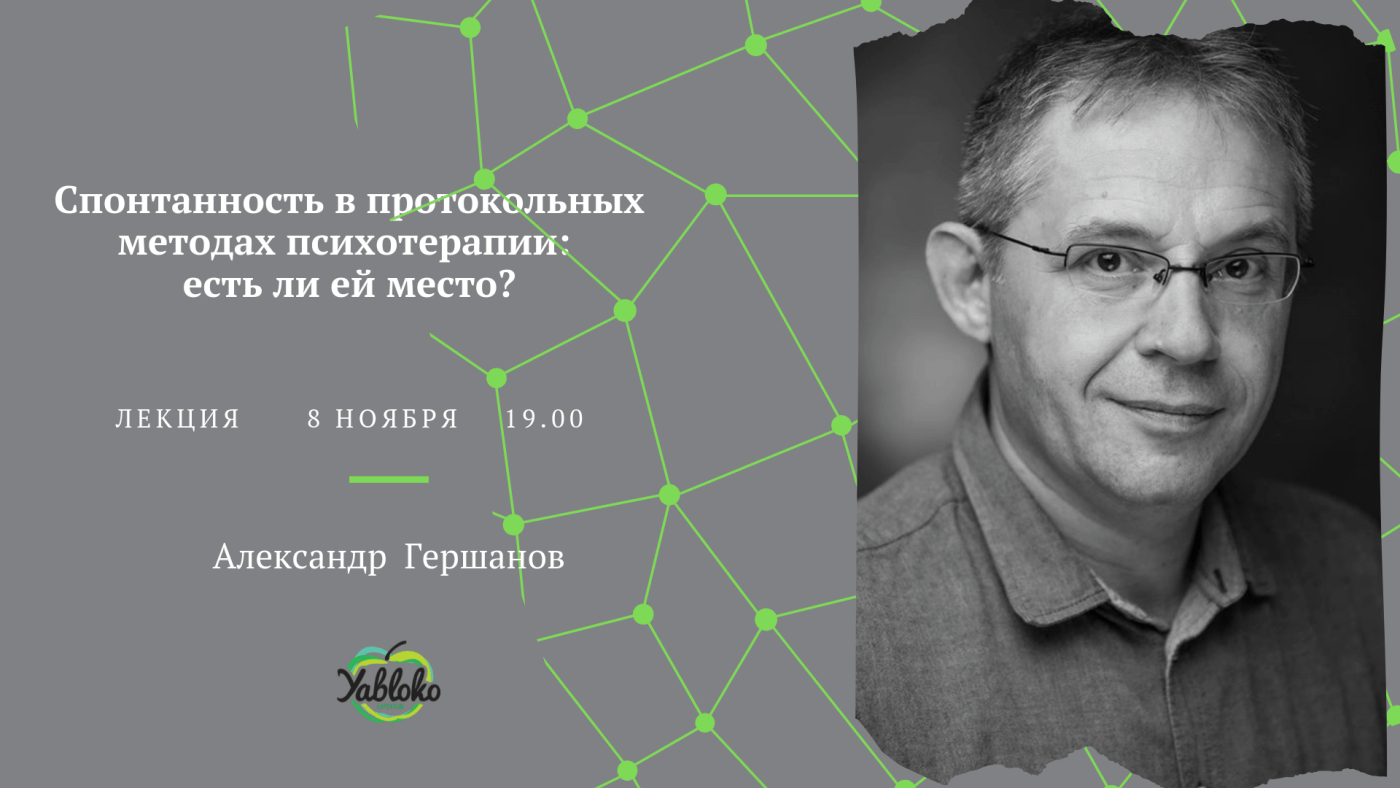 Спонтанность в протокольных
методах психотерапии:
есть ли ей место?
ЛЕКЦИЯ 8 НОЯБРЯ 19.00
Александр Гершанов
Yabloko